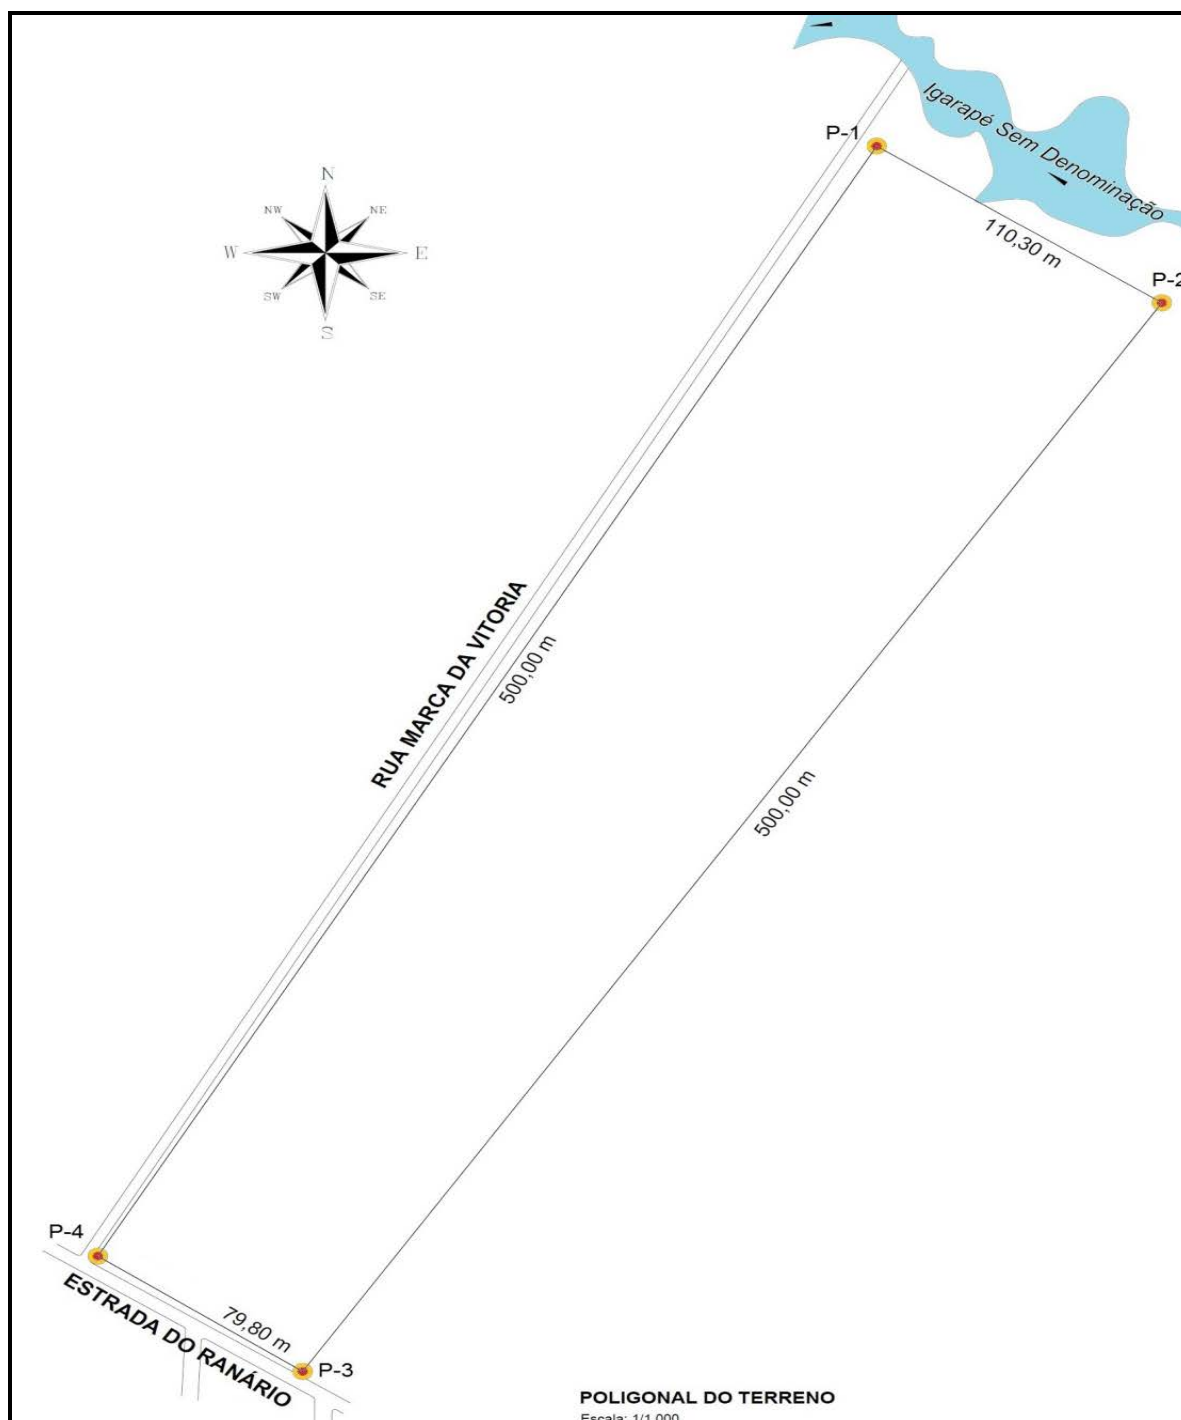 Igarapé Sem Denominação
P-1
110,30 m
P-2
N
NW
NE
W
E
SW
SE
S
RUA MARCA DA VITORIA
500,00 m
500,00 m
P-4
ESTRADA DO RANÁRIO
79,80 m
P-3
POLIGONAL DO TERRENO
Escala: 1/1.000